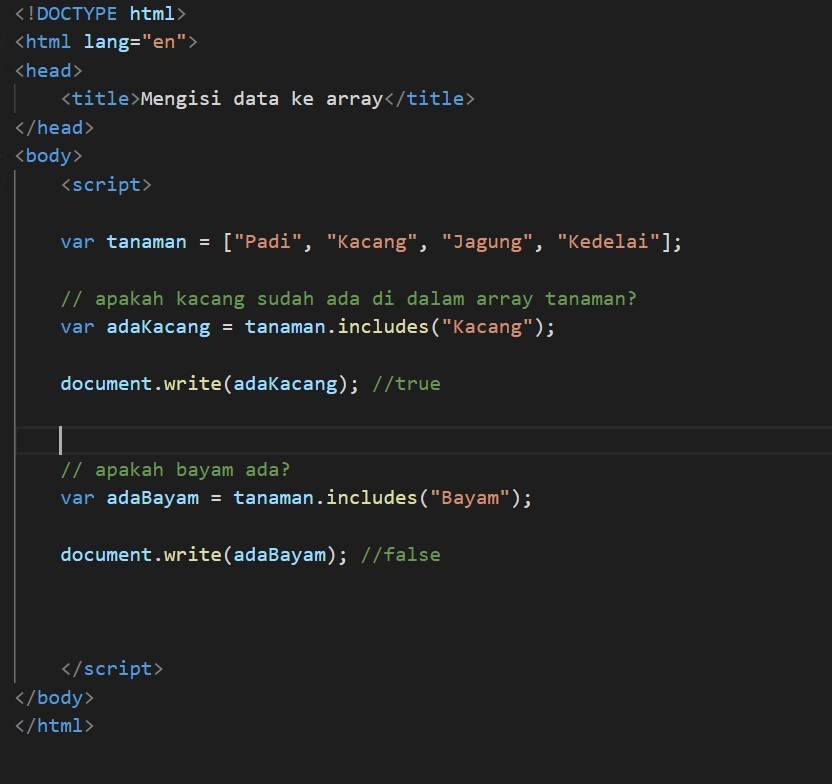 <!DOCTYPE html>
<html lang="en">
<head>
    <title>Mengisi data ke array</title>
</head>
<body>
    <script>
    var tanaman = ["Padi", "Kacang", "Jagung", "Kedelai"];
    // apakah kacang sudah ada di dalam array tanaman?
    var adaKacang = tanaman.includes("Kacang");
    document.write(adaKacang); //true
    // apakah bayam ada?
    var adaBayam = tanaman.includes("Bayam");
    document.write(adaBayam); //false
    </script>
</body>
</html>